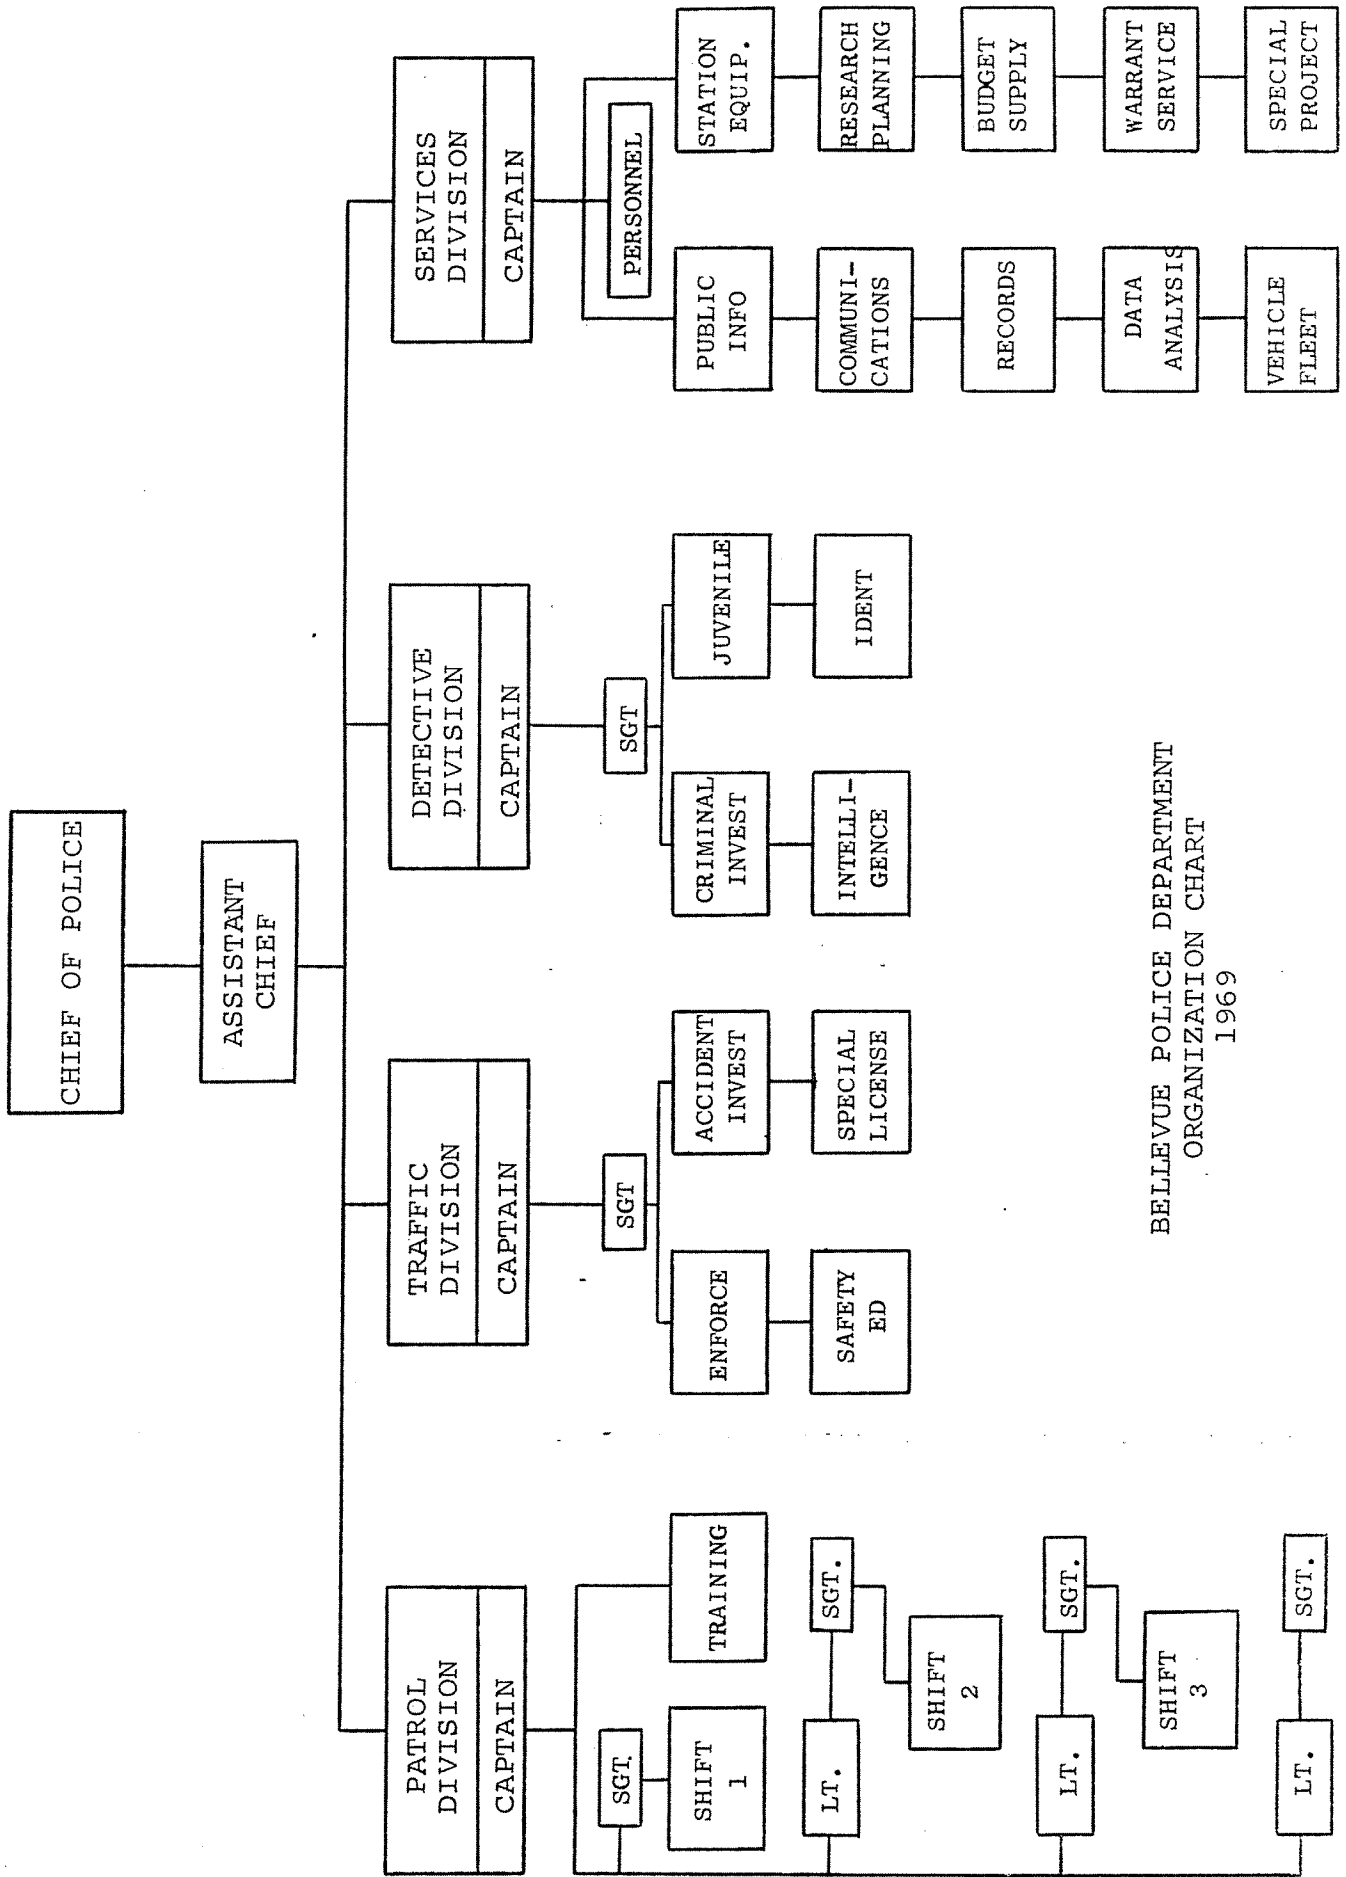 CHIEF OF POLICE
ASSISTANT
CHIEF
PATROL
DIVISION
CAPTAIN
TRAFFIC
DIVISION
CAPTAIN
DETECTIVE
DIVISION
CAPTAIN
SERVICES
DIVISION
CAPTAIN
SGT.
SHIFT
1
TRAINING
LT.
SGT.
SHIFT
2
LT.
SGT.
SHIFT
3
LT.
SGT.
SGT
ENFORCE
ACCIDENT
INVEST
SAFETY
ED
SPECIAL
LICENSE
SGT
CRIMINAL
INVEST
JUVENILE
INTELLI-
GENCE
IDENT
PERSONNEL
PUBLIC
INFO
STATION
EQUIP.
COMMUNI-
CATIONS
RESEARCH
PLANNING
RECORDS
BUDGET
SUPPLY
DATA
ANALYSIS
WARRANT
SERVICE
VEHICLE
FLEET
SPECIAL
PROJECT
BELLEVUE POLICE DEPARTMENT
ORGANIZATION CHART
1969